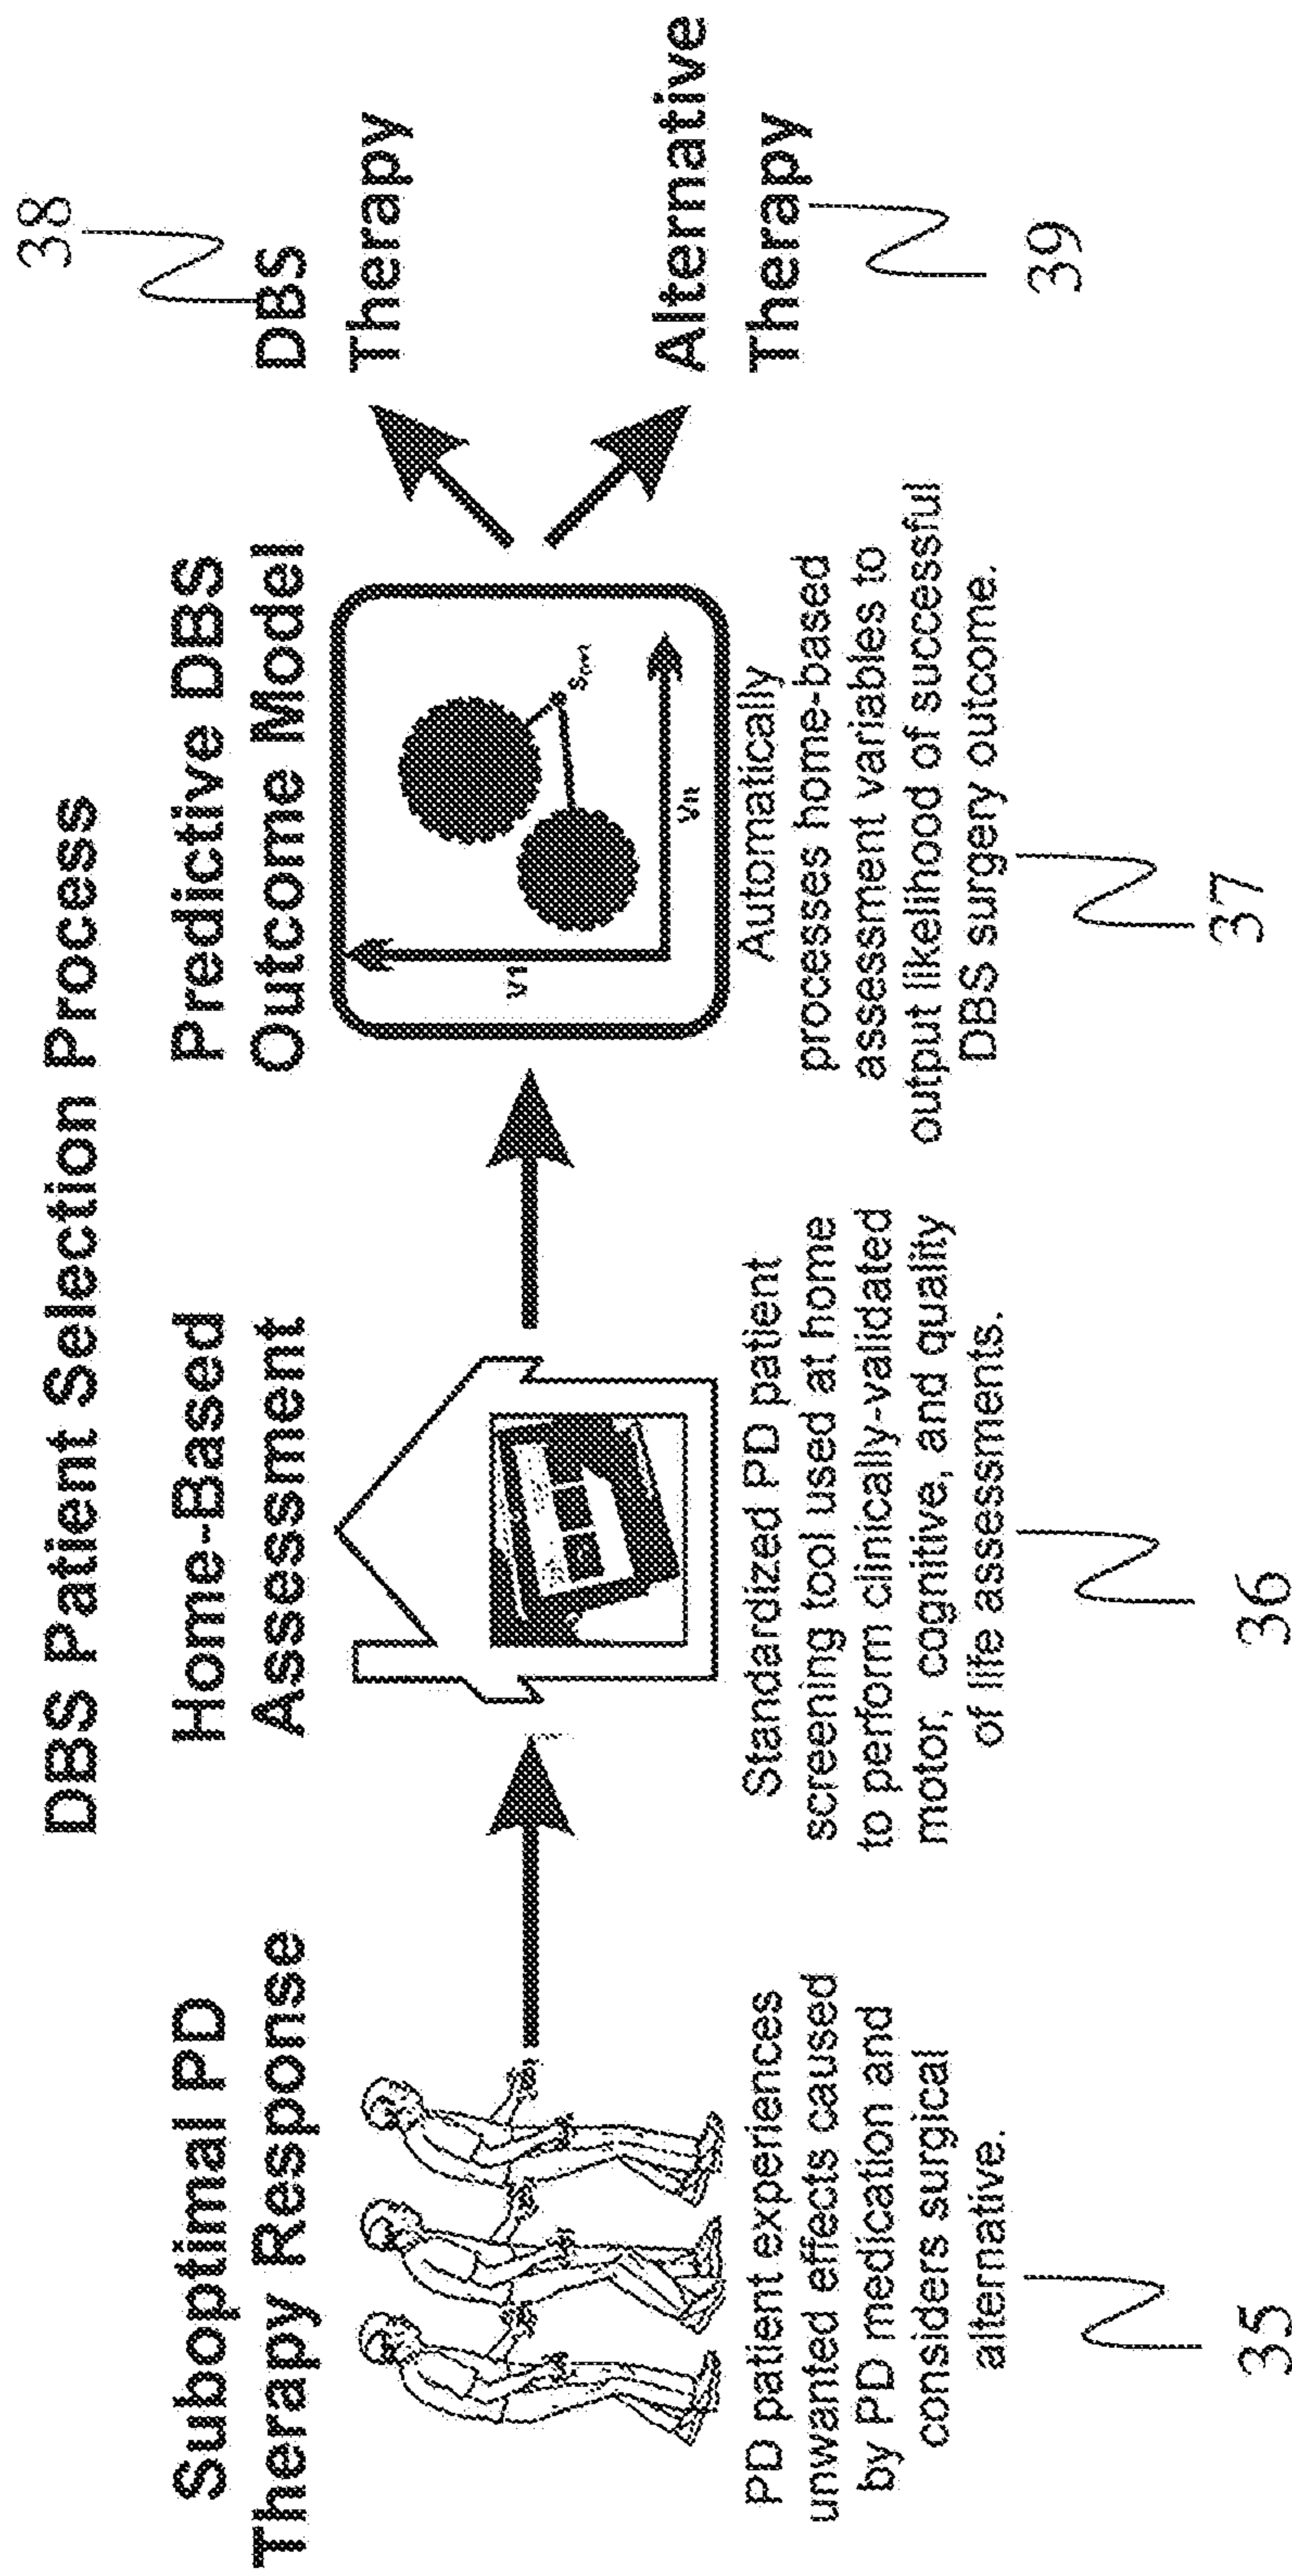 DBS Patient Selection Process
Suboptimal PD
Therapy Response
PD patient experiences
unwanted effects caused
by PD medication and
considers surgical
alternative.
35
Home-Based
Assessment
Standardized PD patient
screening tool used at home
to perform clinically-validated
motor, cognitive, and quality
of life assessments.
36
Predictive DBS
Outcome Model
V1
Vn
Automatically
processes home-based
assessment variables to
output likelihood of successful
DBS surgery outcome.
37
38
DBS
Therapy
Alternative
Therapy
39